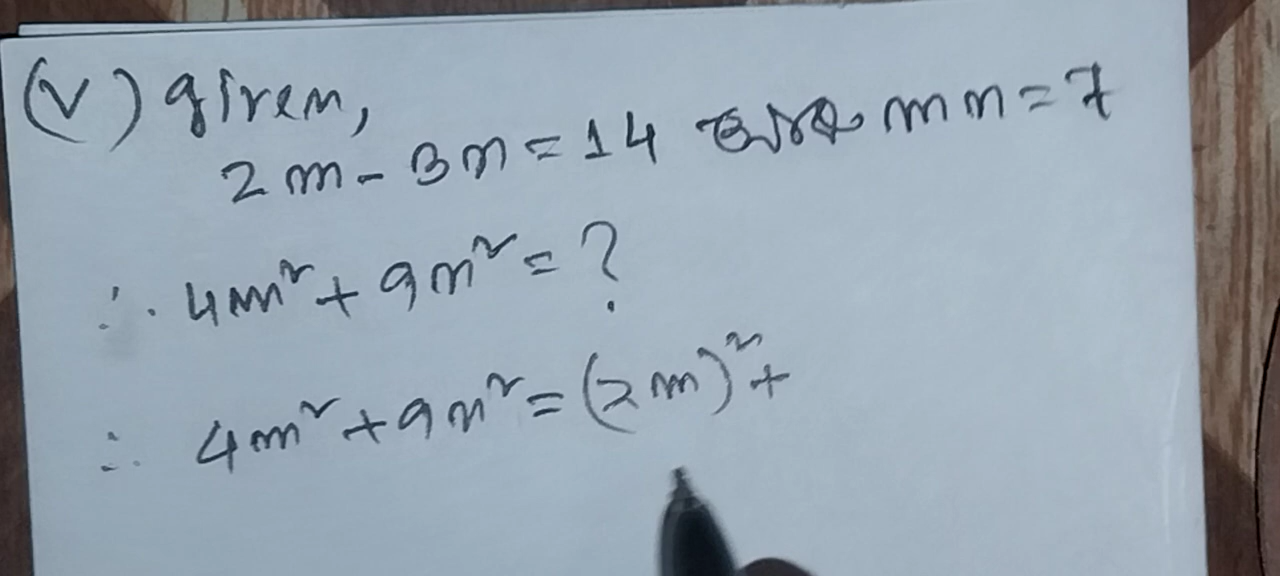 (v) given,
2m - 3n = 14 এবং mn = 7
∴ 4m² + 9n² = ?
∴ 4m² + 9n² = (2m)² +